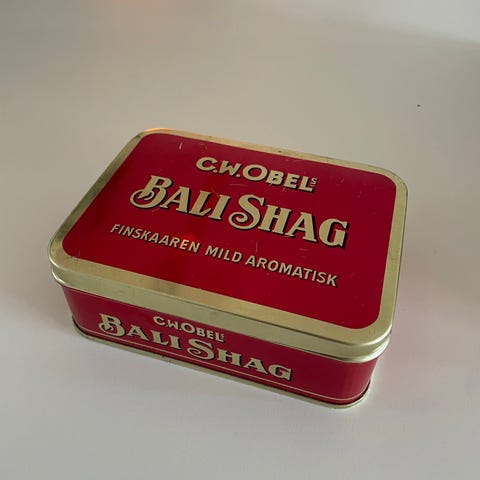 C.W.OBELS
BALI SHAG
FINSKAAREN MILD AROMATISK
C.W.OBELS
BALI SHAG